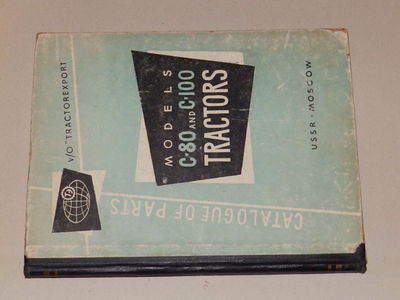 V/O "TRACTOREXPORT"
CATALOGUE OF PARTS
MODELS
C·80 AND C·100
TRACTORS
USSR · MOSCOW